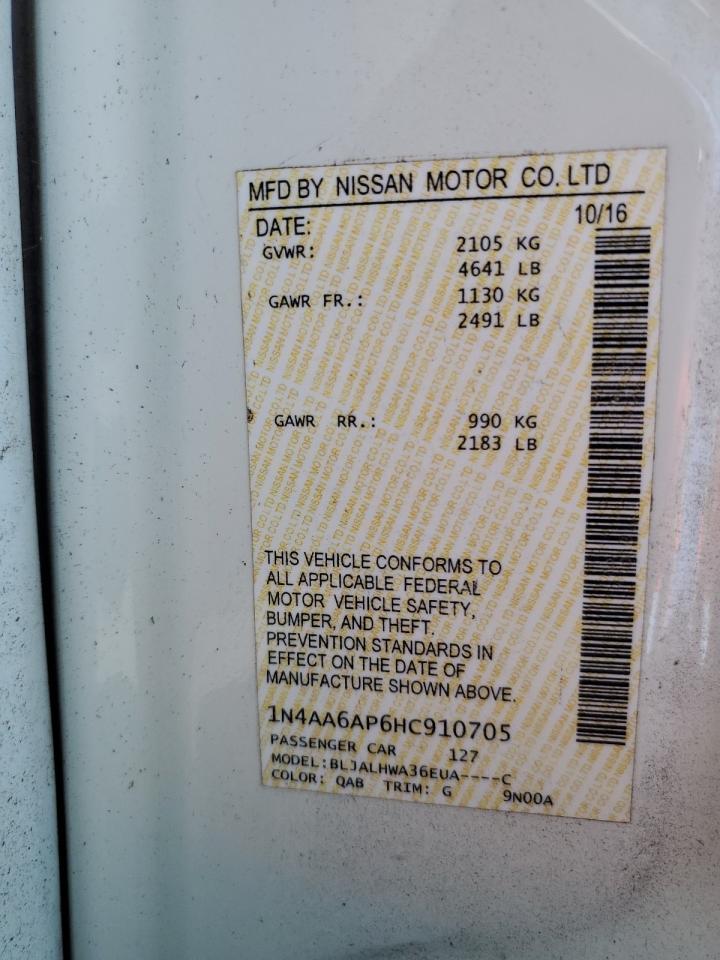 MFD BY NISSAN MOTOR CO. LTD
DATE: 10/16
GVWR: 2105 KG
4641 LB
GAWR FR.: 1130 KG
2491 LB
GAWR RR.: 990 KG
2183 LB
THIS VEHICLE CONFORMS TO
ALL APPLICABLE FEDERAL
MOTOR VEHICLE SAFETY,
BUMPER, AND THEFT.
PREVENTION STANDARDS IN
EFFECT ON THE DATE OF
MANUFACTURE SHOWN ABOVE.
1N4AA6AP6HC910705
PASSENGER CAR 127
MODEL:BLJALHWA36EUA----C
COLOR: QAB TRIM: G 9N00A